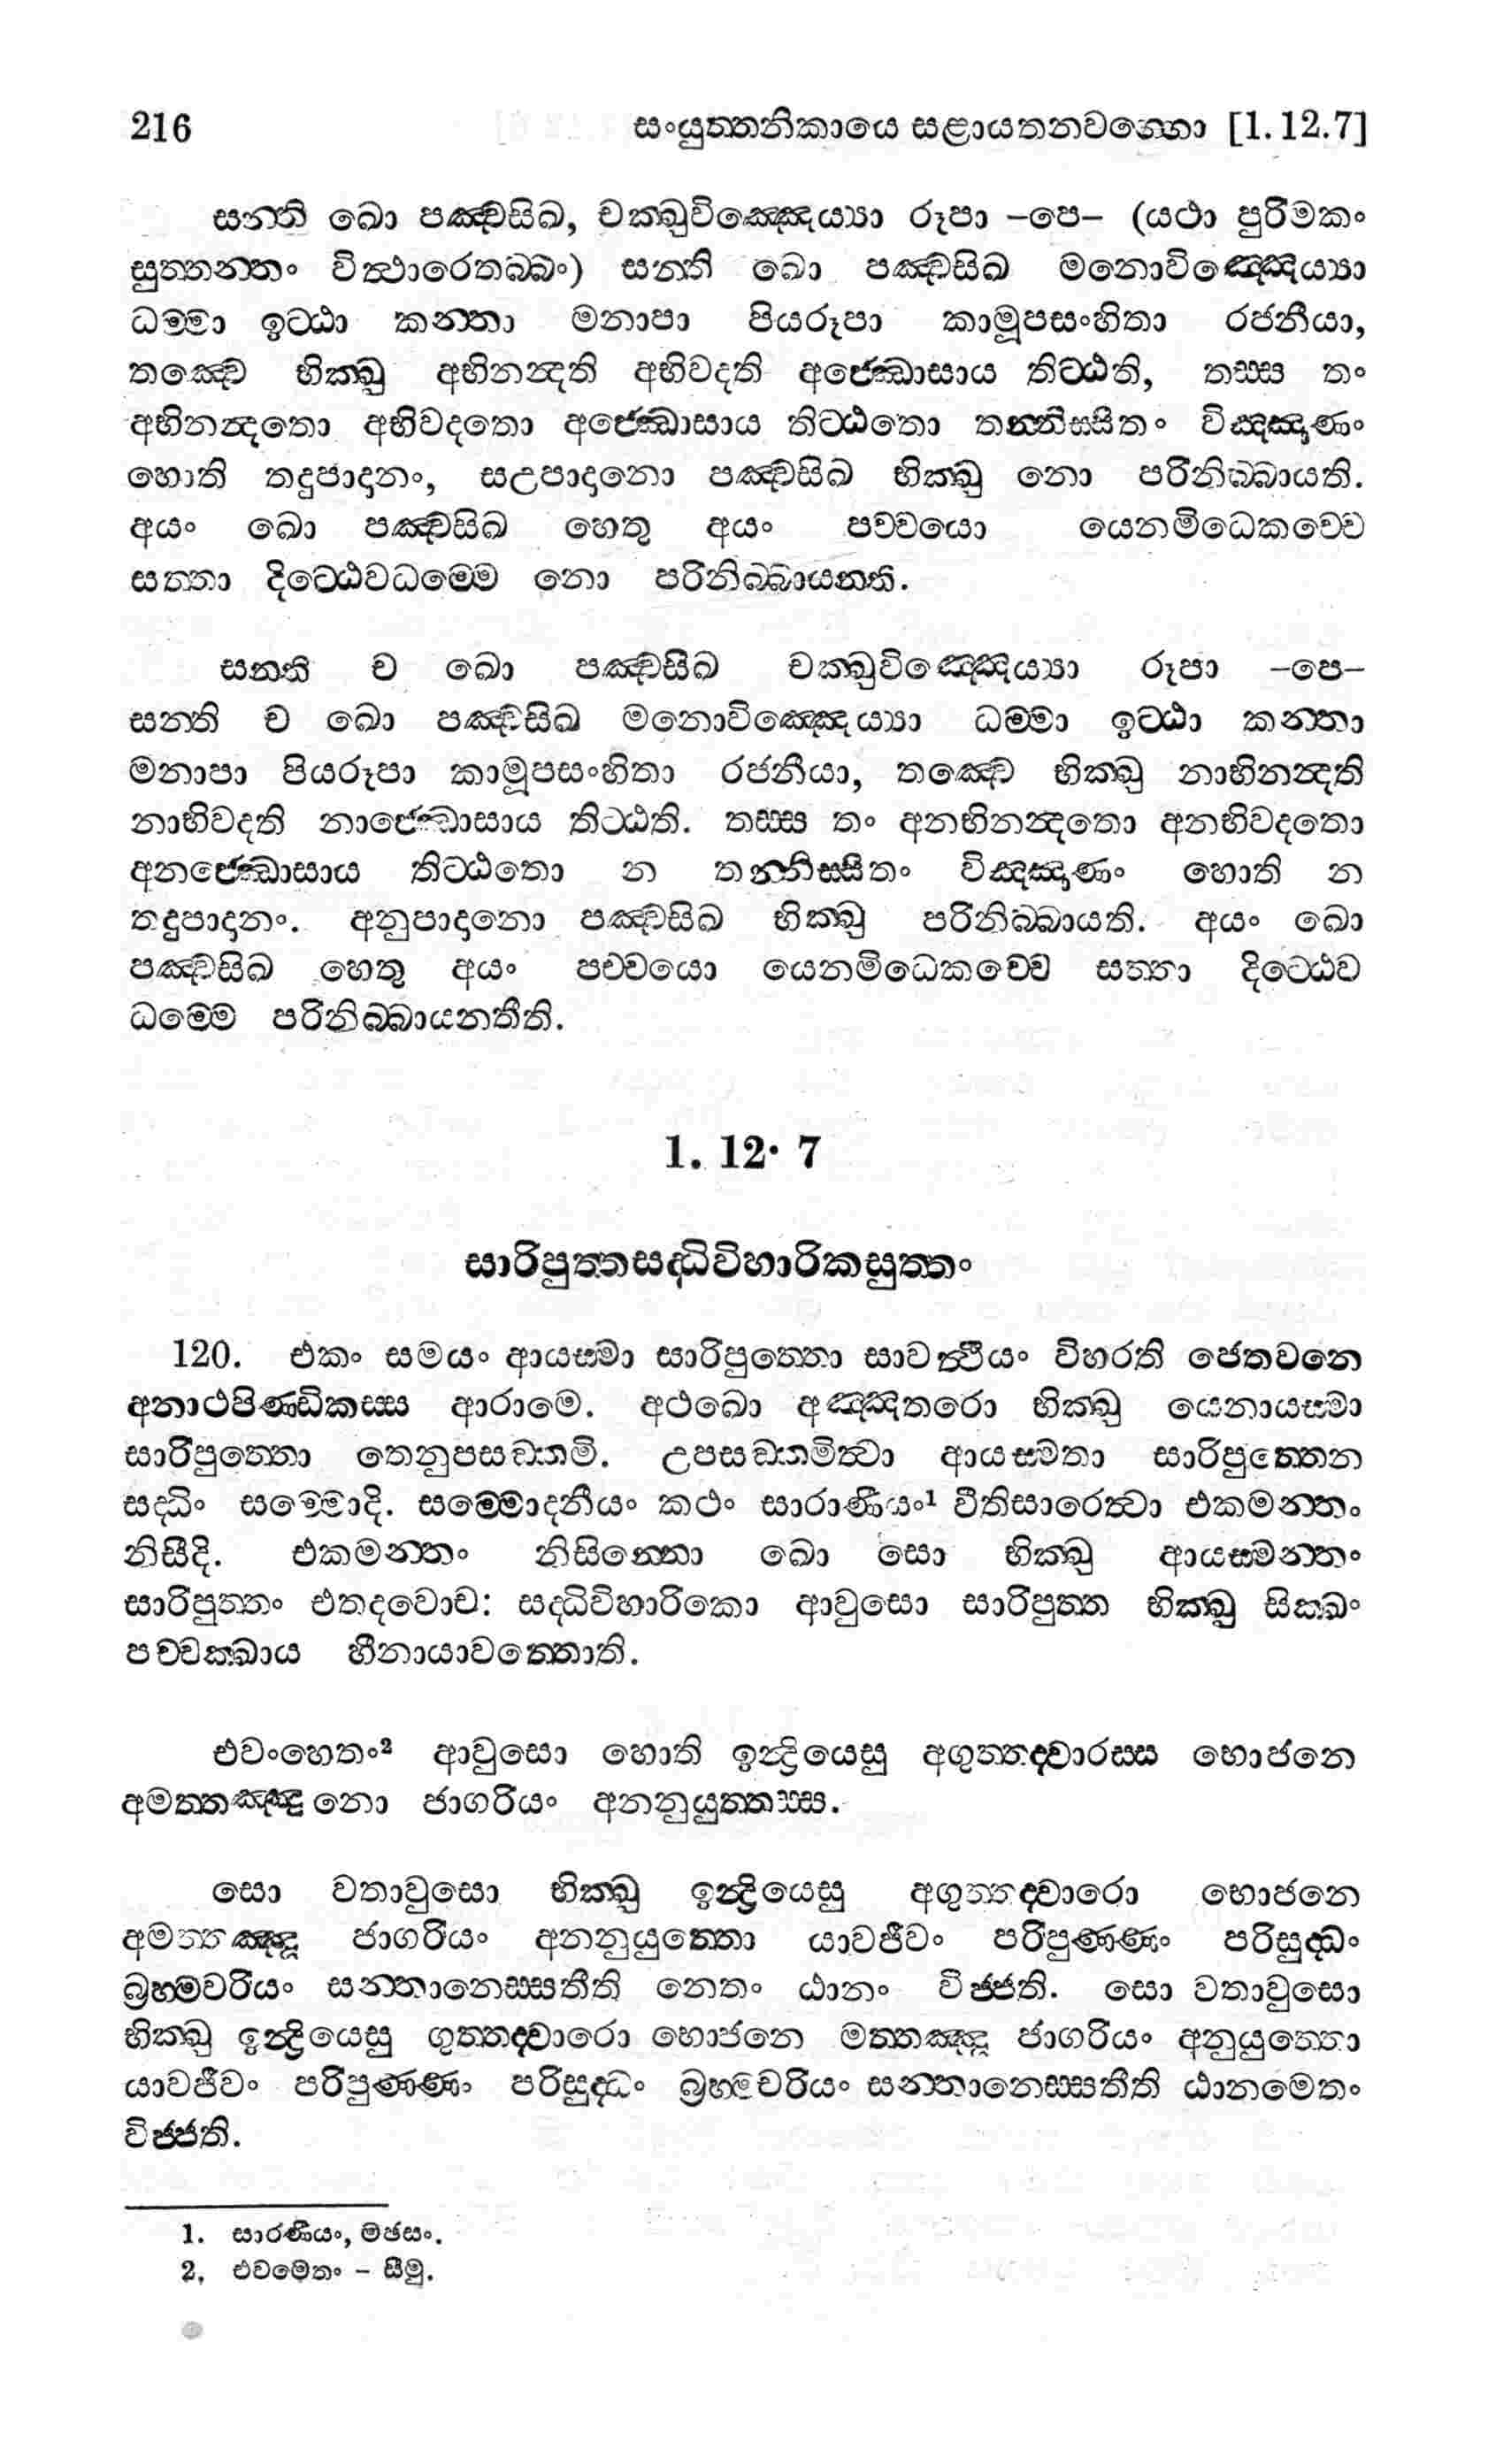 216 සංයුත්තනිකායෙ සළායතනවග්ගො [1.12.7]
සන්ති ඛො පඤ්චසිඛ, චක්ඛුවිඤ්ඤෙය්‍යා රූපා –පෙ– (යථා පුරිමකං
සුත්තන්තං විත්ථාරෙතබ්බං) සන්ති ඛො පඤ්චසිඛ මනොවිඤ්ඤෙය්‍යා
ධම්මා ඉට්ඨා කන්තා මනාපා පියරූපා කාමූපසංහිතා රජනීයා,
තඤ්චෙ භික්ඛු අභිනන්දති අභිවදති අජ්ඣොසාය තිට්ඨති, තස්ස තං
අභිනන්දතො අභිවදතො අජ්ඣොසාය තිට්ඨතො තන්නිස්සිතං විඤ්ඤාණං
හොති තදුපාදානං, සඋපාදානො පඤ්චසිඛ භික්ඛු නො පරිනිබ්බායති.
අයං ඛො පඤ්චසිඛ හෙතු අයං පච්චයො යෙනමිධෙකච්චෙ
සත්තා දිට්ඨෙවධම්මෙ නො පරිනිබ්බායන්ති.
සන්ති ච ඛො පඤ්චසිඛ චක්ඛුවිඤ්ඤෙය්‍යා රූපා –පෙ–
සන්ති ච ඛො පඤ්චසිඛ මනොවිඤ්ඤෙය්‍යා ධම්මා ඉට්ඨා කන්තා
මනාපා පියරූපා කාමූපසංහිතා රජනීයා, තඤ්චෙ භික්ඛු නාභිනන්දති
නාභිවදති නාජ්ඣොසාය තිට්ඨති. තස්ස තං අනභිනන්දතො අනභිවදතො
අනජ්ඣොසාය තිට්ඨතො න තන්නිස්සිතං විඤ්ඤාණං හොති න
තදුපාදානං. අනුපාදානො පඤ්චසිඛ භික්ඛු පරිනිබ්බායති. අයං ඛො
පඤ්චසිඛ හෙතු අයං පච්චයො යෙනමිධෙකච්චෙ සත්තා දිට්ඨෙව
ධම්මෙ පරිනිබ්බායන්තීති.
1. 12. 7
සාරිපුත්තසද්ධිවිහාරිකසුත්තං
120. එකං සමයං ආයස්මා සාරිපුත්තො සාවත්ථියං විහරති ජෙතවනෙ
අනාථපිණ්ඩිකස්ස ආරාමෙ. අථඛො අඤ්ඤතරො භික්ඛු යෙනායස්මා
සාරිපුත්තො තෙනුපසඞ්කමි. උපසඞ්කමිත්වා ආයස්මතා සාරිපුත්තෙන
සද්ධිං සම්මොදි. සම්මොදනීයං කථං සාරාණීයං¹ වීතිසාරෙත්වා එකමන්තං
නිසීදි. එකමන්තං නිසින්නො ඛො සො භික්ඛු ආයස්මන්තං
සාරිපුත්තං එතදවොච: සද්ධිවිහාරිකො ආවුසො සාරිපුත්ත භික්ඛු සික්ඛං
පච්චක්ඛාය හීනායාවත්තොති.
එවංහෙතං² ආවුසො හොති ඉන්ද්‍රියෙසු අගුත්තද්වාරස්ස භොජනෙ
අමත්තඤ්ඤුනො ජාගරියං අනනුයුත්තස්ස.
සො වතාවුසො භික්ඛු ඉන්ද්‍රියෙසු අගුත්තද්වාරො භොජනෙ
අමත්තඤ්ඤූ ජාගරියං අනනුයුත්තො යාවජීවං පරිපුණ්ණං පරිසුද්ධං
බ්‍රහ්මචරියං සන්තානෙස්සතීති නෙතං ඨානං විජ්ජති. සො වතාවුසො
භික්ඛු ඉන්ද්‍රියෙසු ගුත්තද්වාරො භොජනෙ මත්තඤ්ඤූ ජාගරියං අනුයුත්තො
යාවජීවං පරිපුණ්ණං පරිසුද්ධං බ්‍රහ්මචරියං සන්තානෙස්සතීති ඨානමෙතං
විජ්ජති.
1. සාරණීයං, මඡසං.
2. එවමෙතං – සීමු.